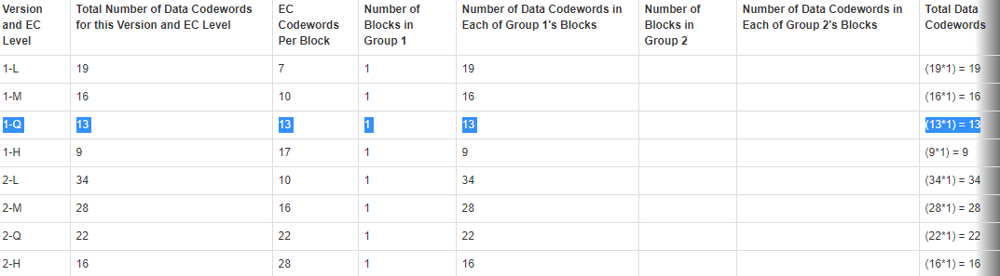 Version and EC Level | Total Number of Data Codewords for this Version and EC Level | EC Codewords Per Block | Number of Blocks in Group 1 | Number of Data Codewords in Each of Group 1's Blocks | Number of Blocks in Group 2 | Number of Data Codewords in Each of Group 2's Blocks | Total Data Codewords
1-L 19 7 1 19 (19*1) = 19
1-M 16 10 1 16 (16*1) = 16
1-Q 13 13 1 13 (13*1) = 13
1-H 9 17 1 9 (9*1) = 9
2-L 34 10 1 34 (34*1) = 34
2-M 28 16 1 28 (28*1) = 28
2-Q 22 22 1 22 (22*1) = 22
2-H 16 28 1 16 (16*1) = 16